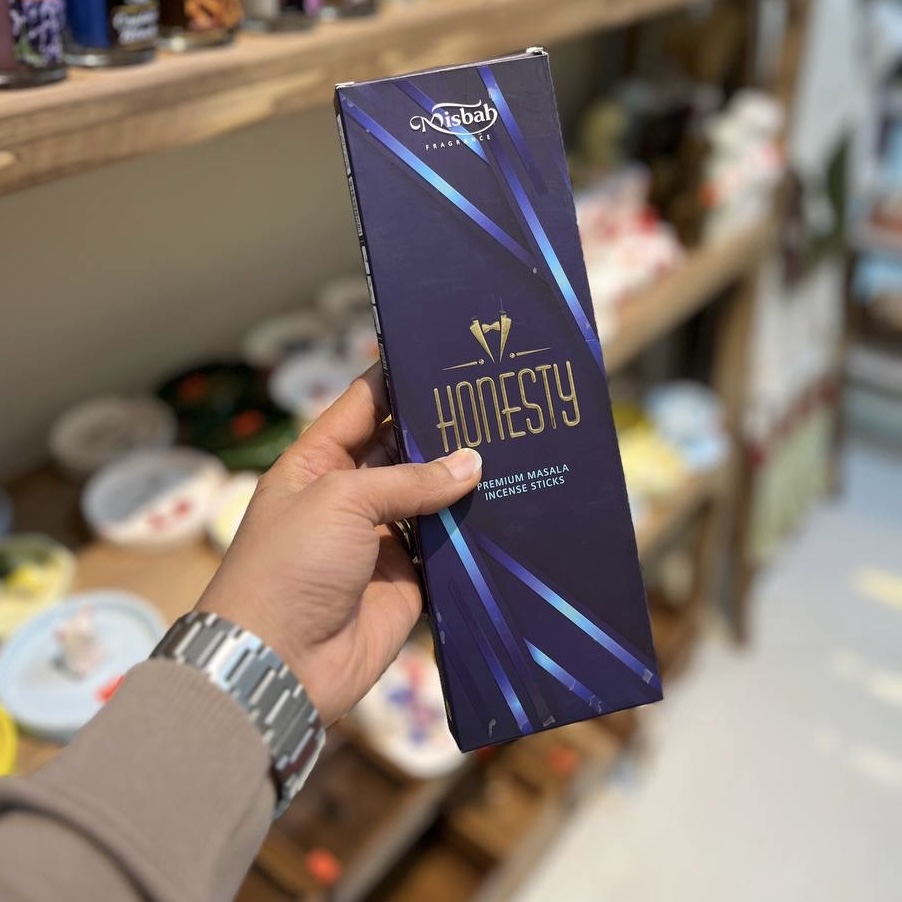 Misbah
FRAGRANCE
HONESTY
PREMIUM MASALA
INCENSE STICKS